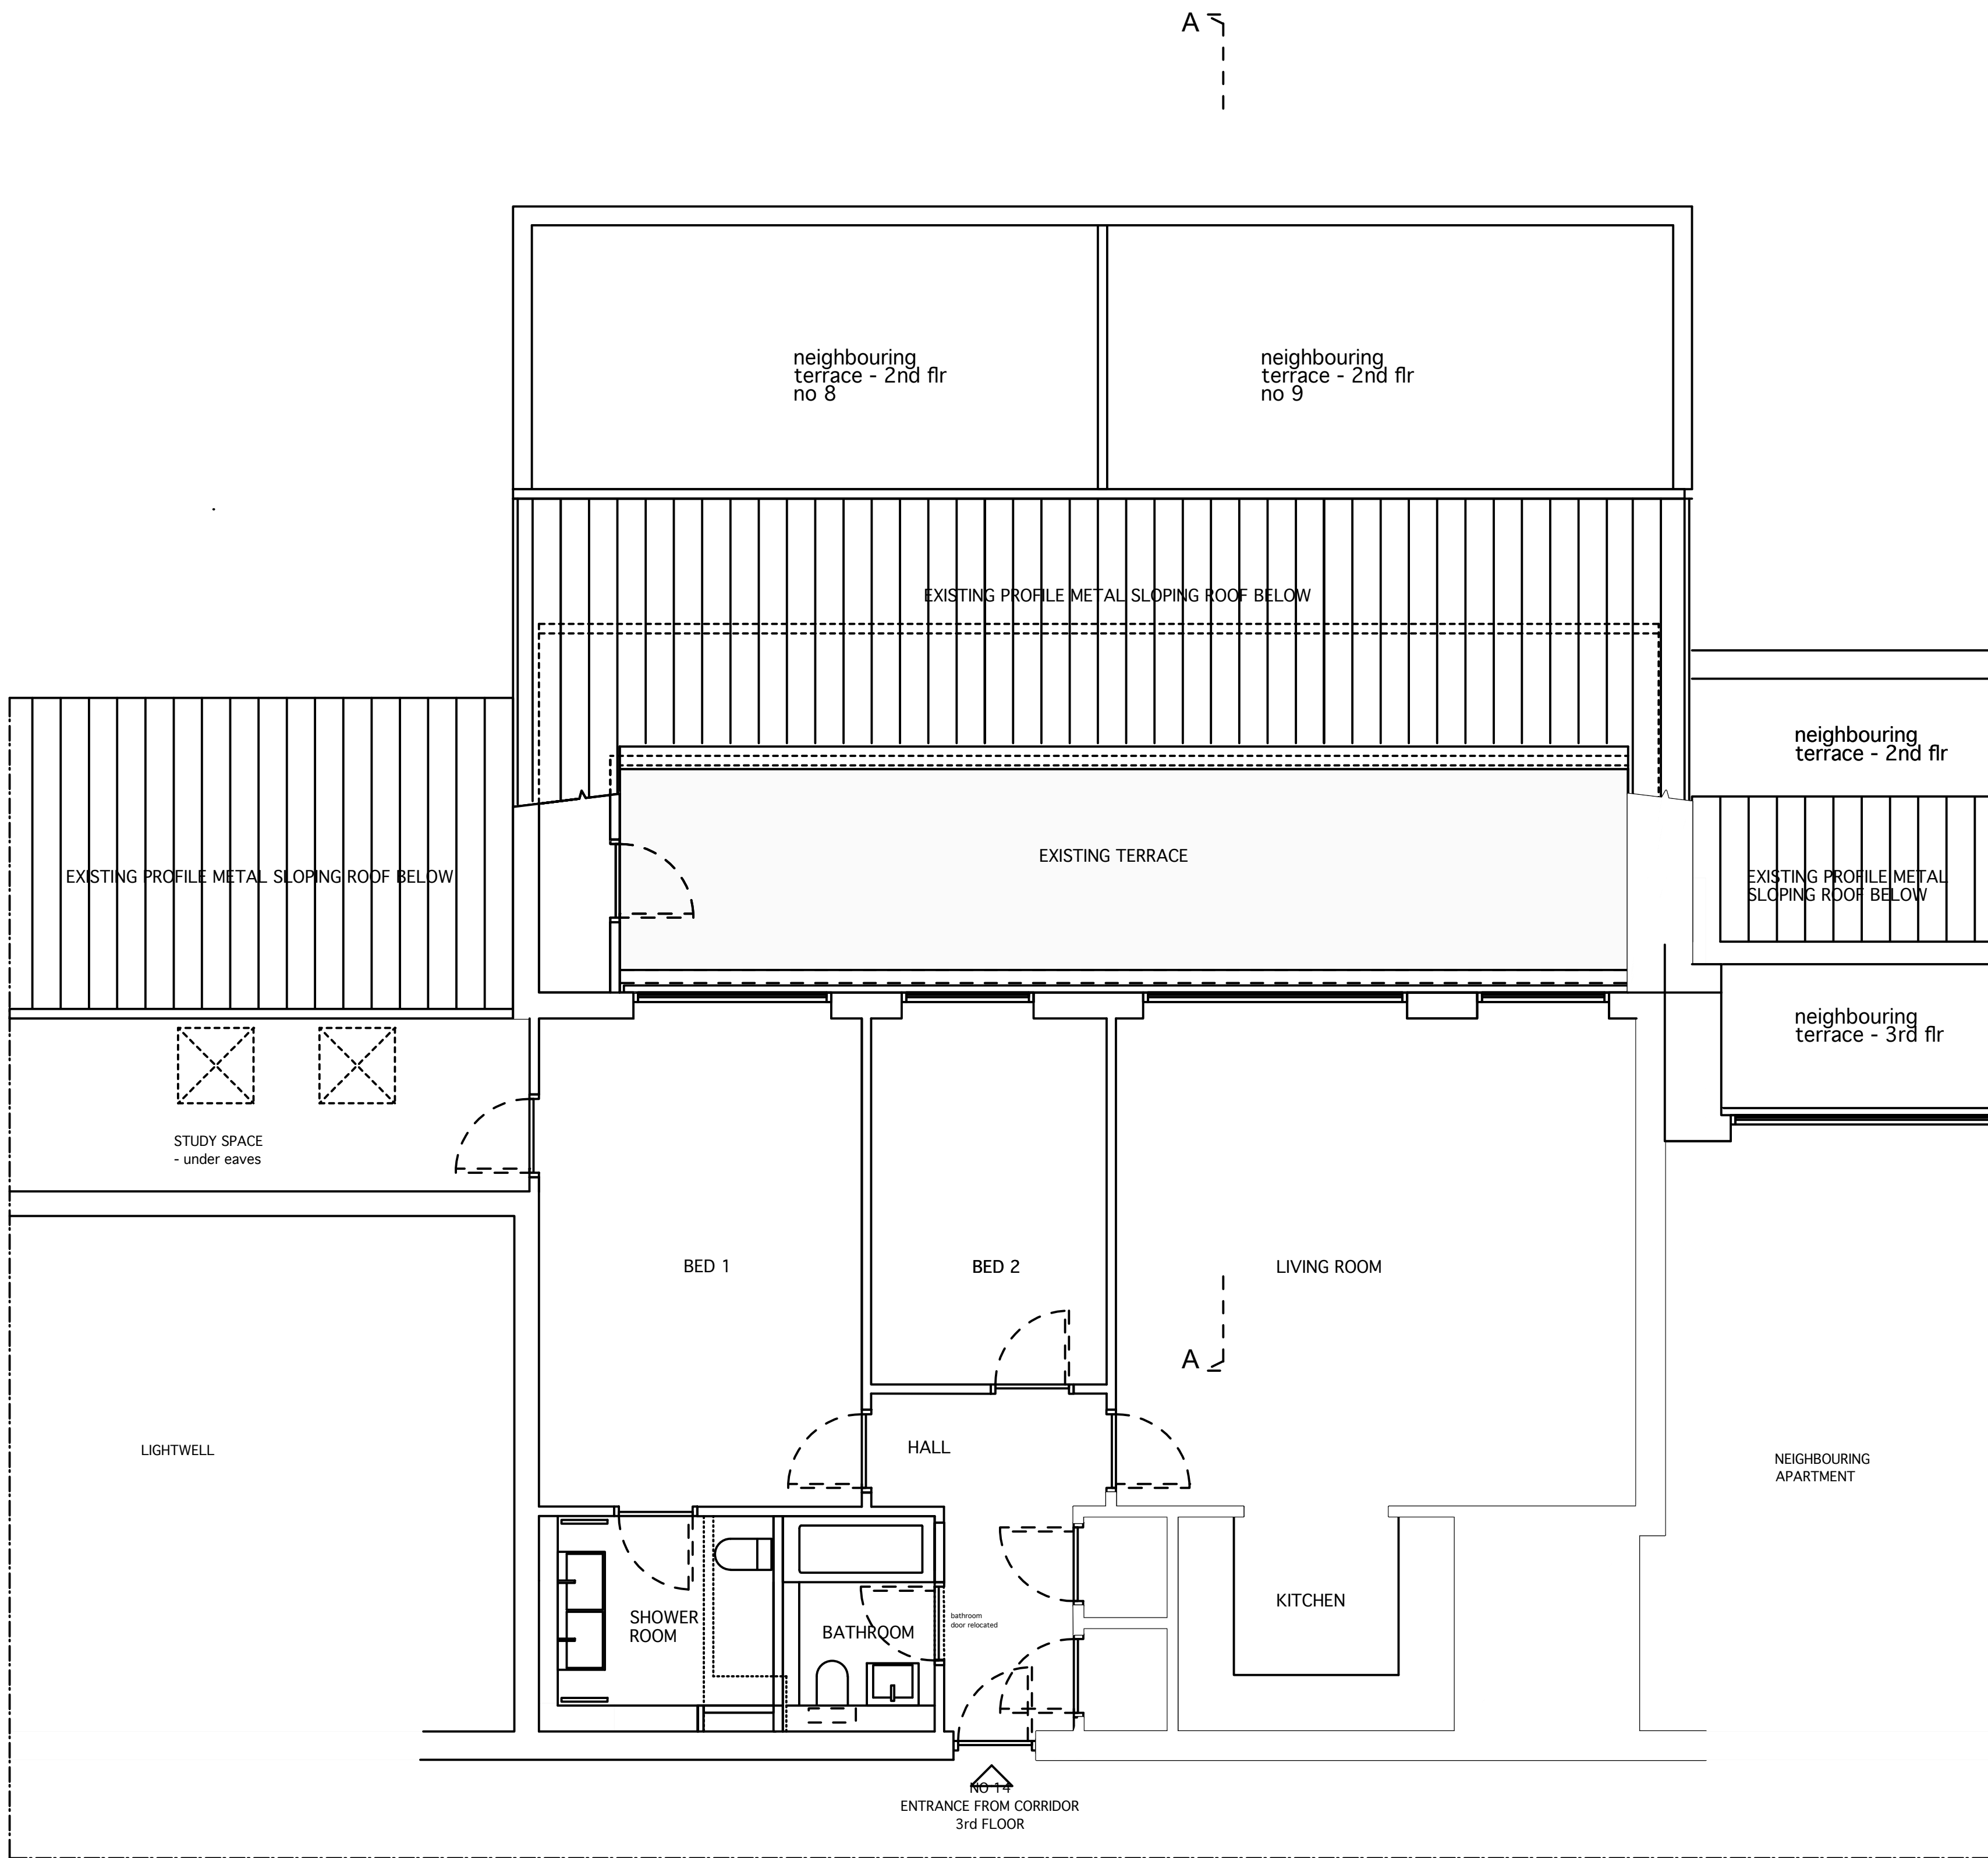 A
neighbouring
terrace - 2nd flr
no 8
neighbouring
terrace - 2nd flr
no 9
EXISTING PROFILE METAL SLOPING ROOF BELOW
neighbouring
terrace - 2nd flr
EXISTING TERRACE
EXISTING PROFILE METAL SLOPING ROOF BELOW
EXISTING PROFILE METAL
SLOPING ROOF BELOW
neighbouring
terrace - 3rd flr
STUDY SPACE
- under eaves
BED 1
BED 2
LIVING ROOM
A
HALL
LIGHTWELL
NEIGHBOURING
APARTMENT
SHOWER
ROOM
BATHROOM
bathroom
door relocated
KITCHEN
NO 14
ENTRANCE FROM CORRIDOR
3rd FLOOR